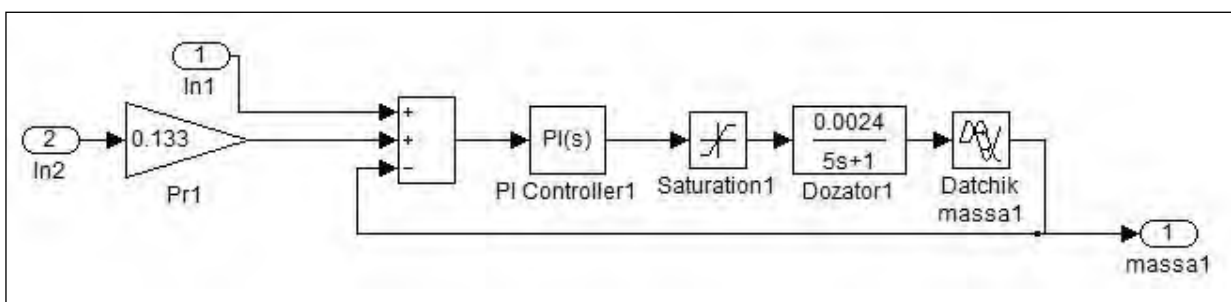 1
In1
2
In2
0.133
Pr1
+
+
−
PI(s)
PI Controller1
Saturation1
0.0024
5s+1
Dozator1
Datchik
massa1
1
massa1